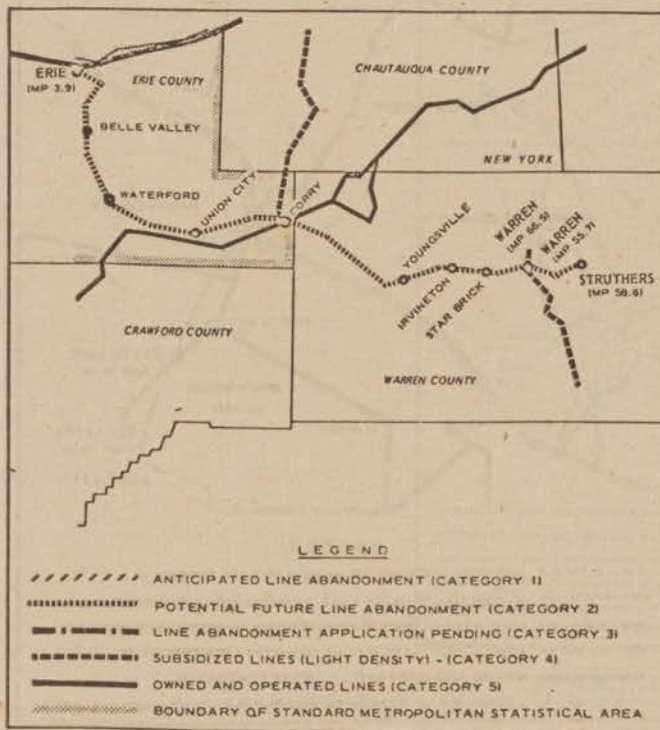 ERIE
(MP 3.9)
ERIE COUNTY
CHAUTAUQUA COUNTY
BELLE VALLEY
NEW YORK
WATERFORD
UNION CITY
CORRY
YOUNGSVILLE
IRVINETON
STAR BRICK
WARREN
(MP 66.5)
WARREN
(MP 55.7)
STRUTHERS
(MP 58.6)
CRAWFORD COUNTY
WARREN COUNTY
LEGEND
ANTICIPATED LINE ABANDONMENT (CATEGORY 1)
POTENTIAL FUTURE LINE ABANDONMENT (CATEGORY 2)
LINE ABANDONMENT APPLICATION PENDING (CATEGORY 3)
SUBSIDIZED LINES (LIGHT DENSITY) - (CATEGORY 4)
OWNED AND OPERATED LINES (CATEGORY 5)
BOUNDARY OF STANDARD METROPOLITAN STATISTICAL AREA